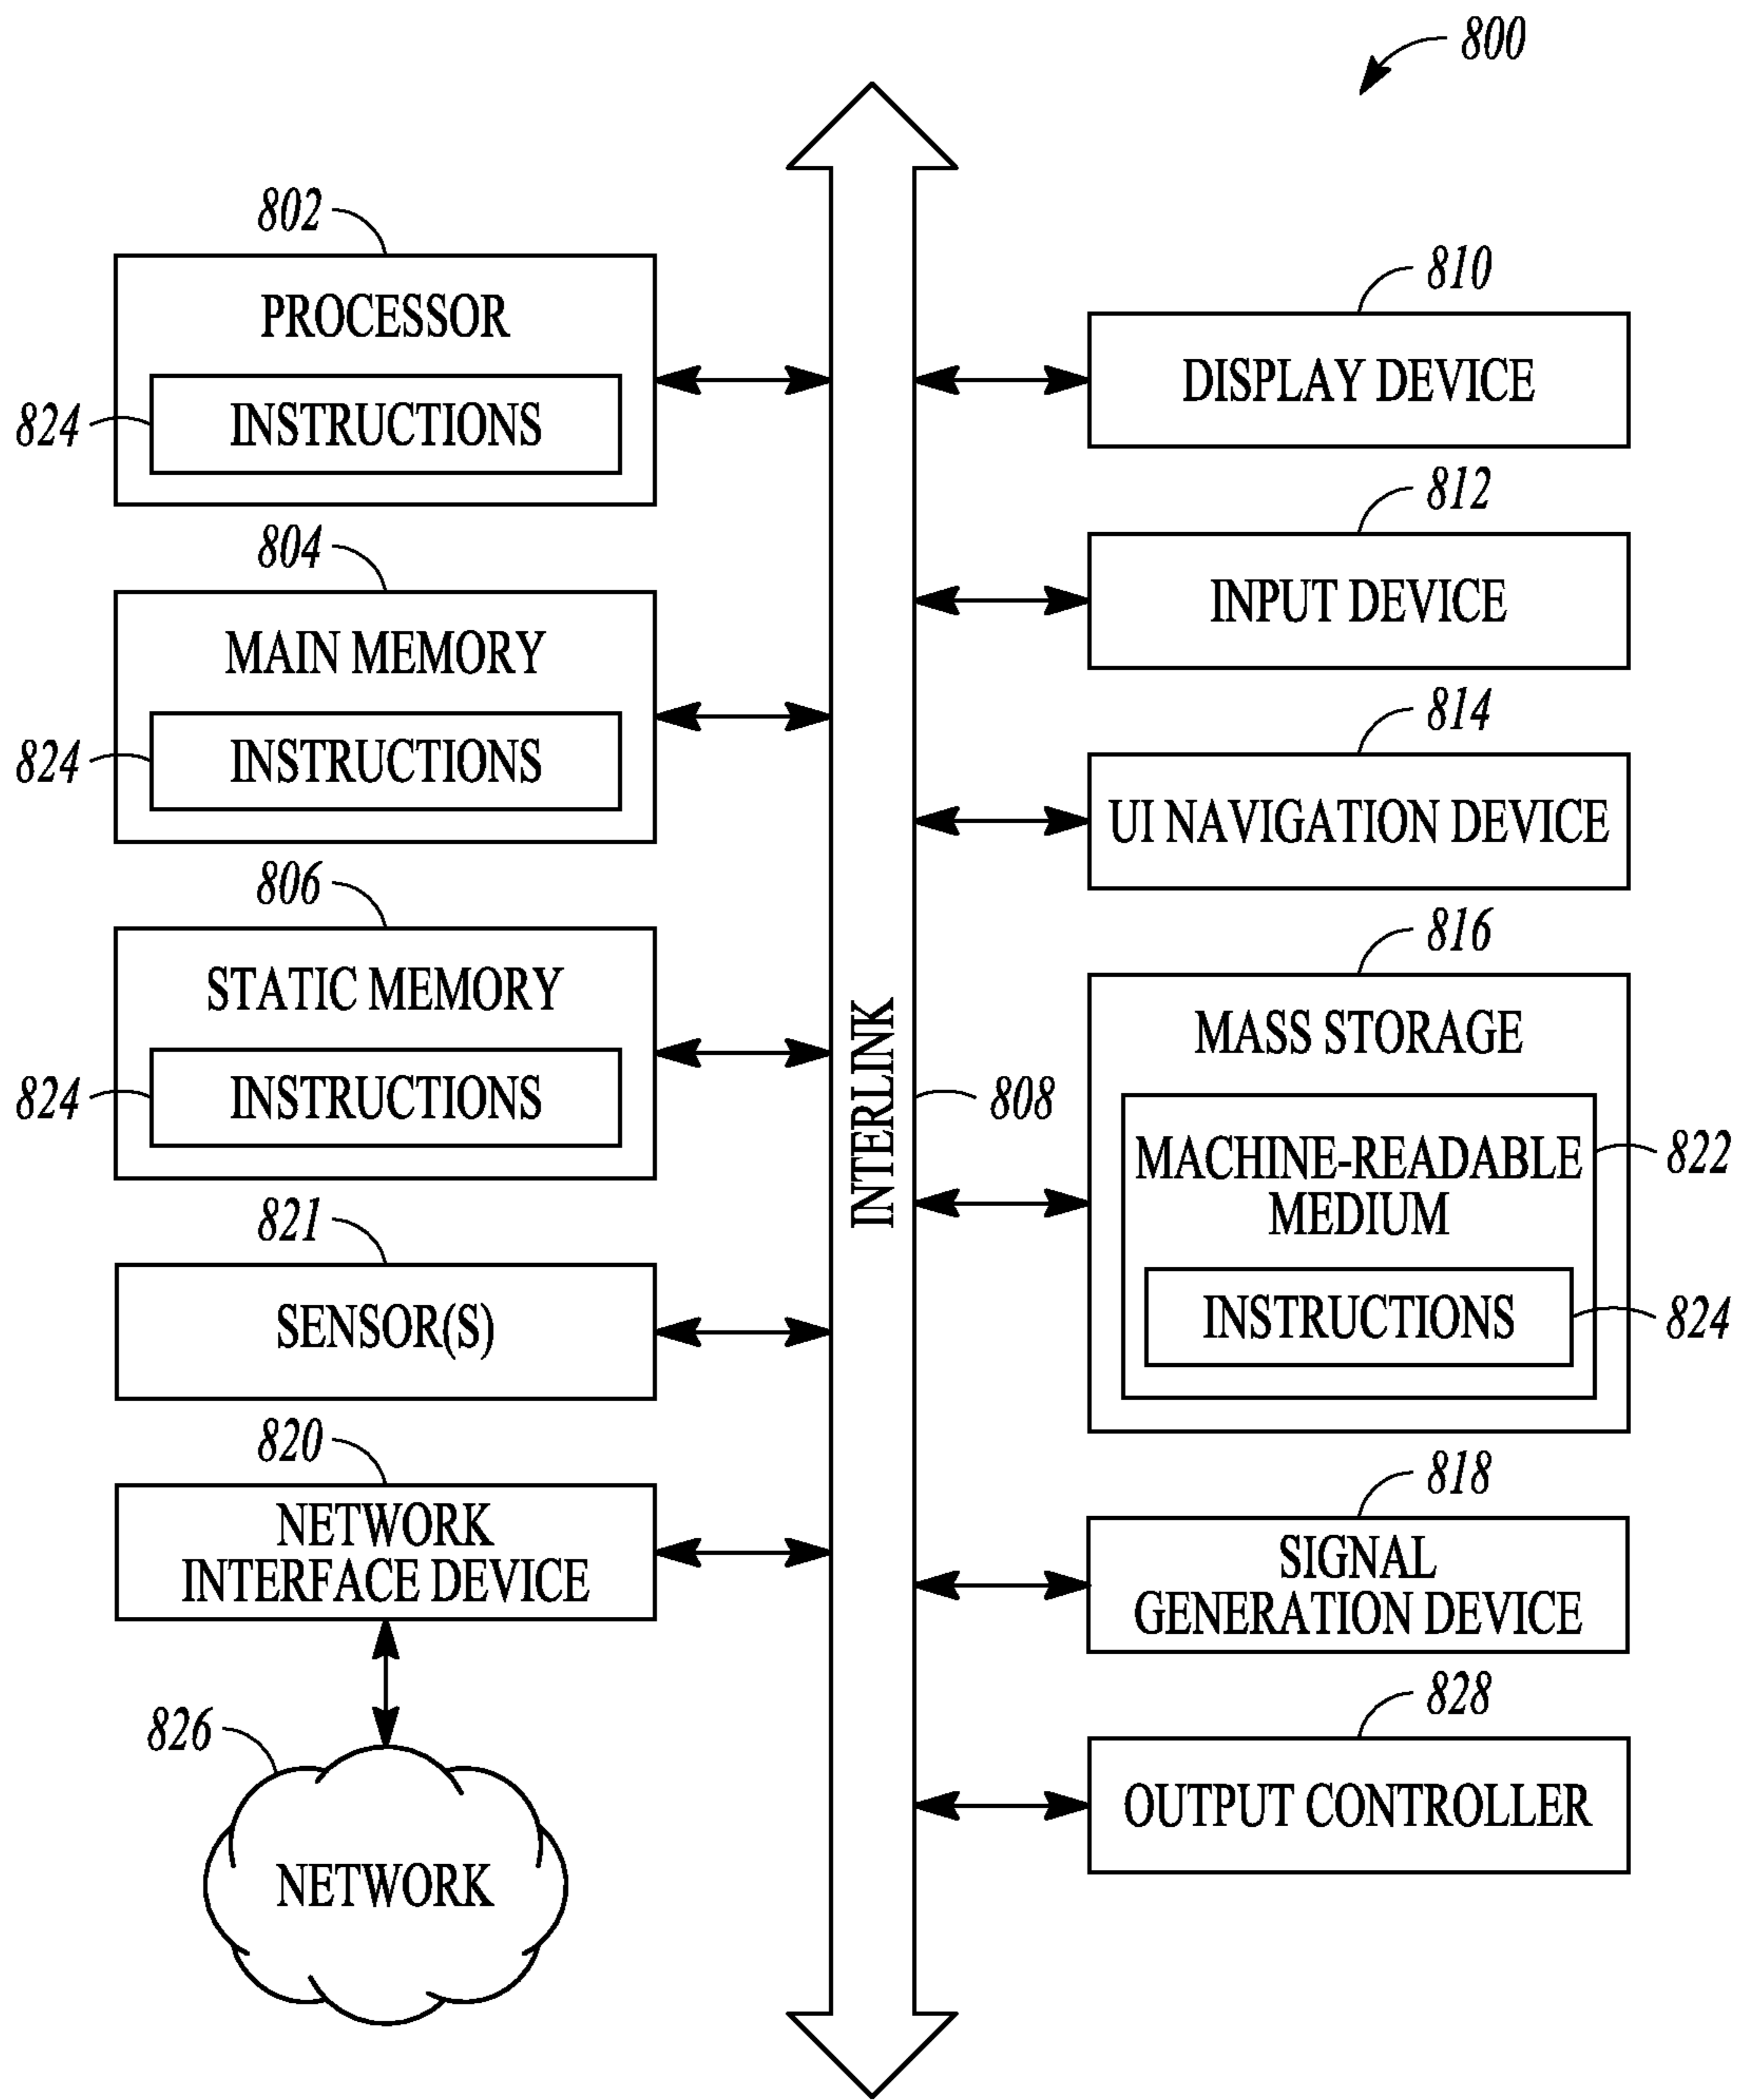 800
802
PROCESSOR
824
INSTRUCTIONS
804
MAIN MEMORY
824
INSTRUCTIONS
806
STATIC MEMORY
824
INSTRUCTIONS
821
SENSOR(S)
820
NETWORK
INTERFACE DEVICE
826
NETWORK
INTERLINK
808
810
DISPLAY DEVICE
812
INPUT DEVICE
814
UI NAVIGATION DEVICE
816
MASS STORAGE
MACHINE-READABLE
MEDIUM
822
INSTRUCTIONS
824
818
SIGNAL
GENERATION DEVICE
828
OUTPUT CONTROLLER